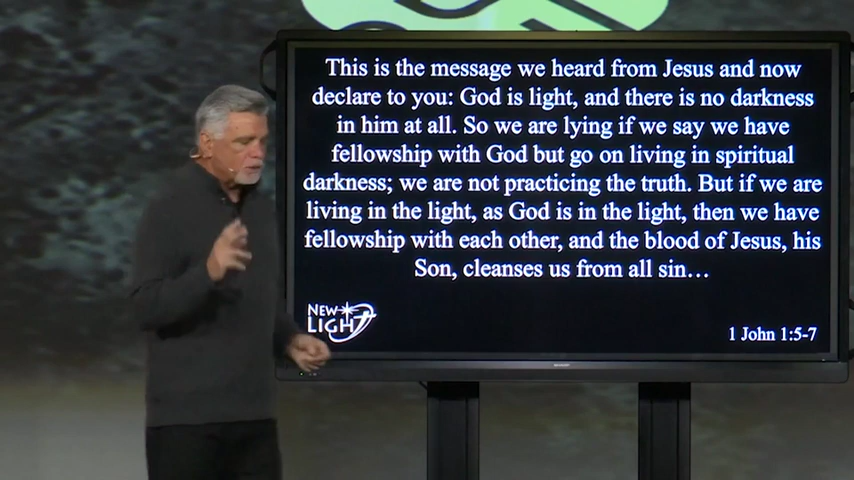 This is the message we heard from Jesus and now
declare to you: God is light, and there is no darkness
in him at all. So we are lying if we say we have
fellowship with God but go on living in spiritual
darkness; we are not practicing the truth. But if we are
living in the light, as God is in the light, then we have
fellowship with each other, and the blood of Jesus, his
Son, cleanses us from all sin…
NEW
LIGHT
1 John 1:5-7